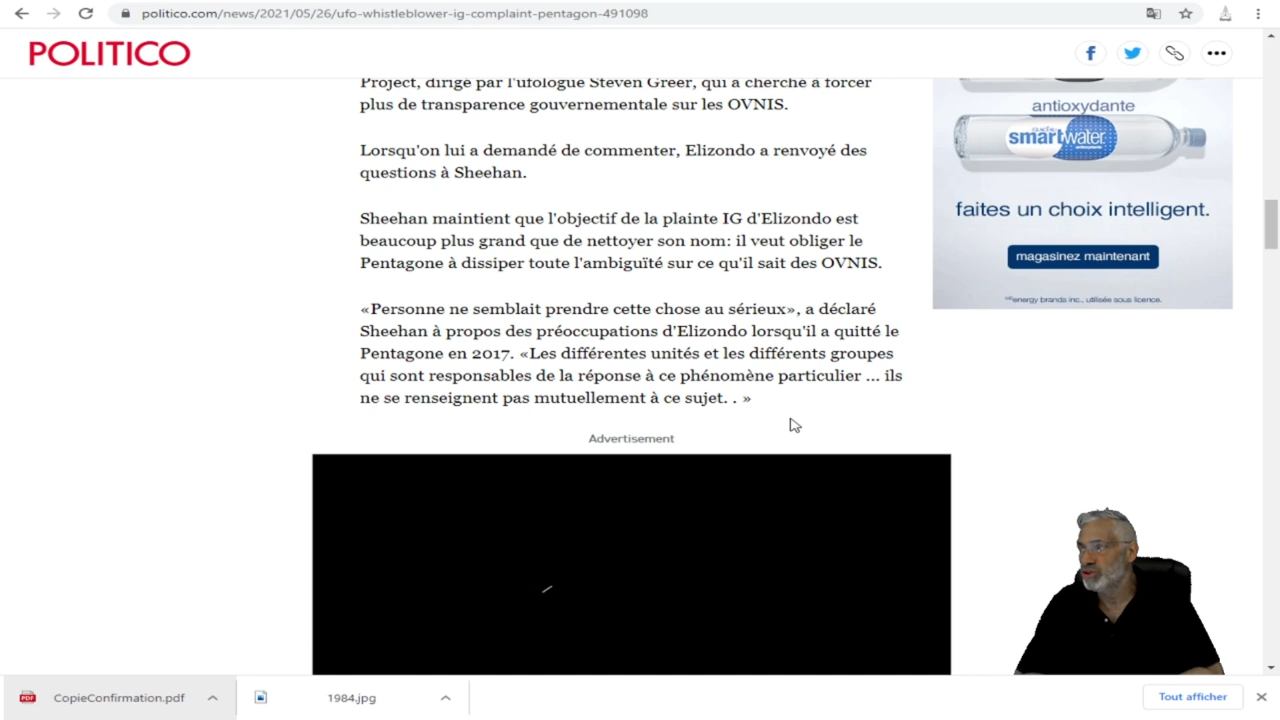 politico.com/news/2021/05/26/ufo-whistleblower-ig-complaint-pentagon-491098
POLITICO
Project, dirigé par l'ufologue Steven Greer, qui a cherché à forcer
plus de transparence gouvernementale sur les OVNIS.
Lorsqu'on lui a demandé de commenter, Elizondo a renvoyé des
questions à Sheehan.
Sheehan maintient que l'objectif de la plainte IG d'Elizondo est
beaucoup plus grand que de nettoyer son nom: il veut obliger le
Pentagone à dissiper toute l'ambiguïté sur ce qu'il sait des OVNIS.
«Personne ne semblait prendre cette chose au sérieux», a déclaré
Sheehan à propos des préoccupations d'Elizondo lorsqu'il a quitté le
Pentagone en 2017. «Les différentes unités et les différents groupes
qui sont responsables de la réponse à ce phénomène particulier ... ils
ne se renseignent pas mutuellement à ce sujet. . »
Advertisement
antioxydante
smartwater
faites un choix intelligent.
magasinez maintenant
energy brands inc., utilisée sous licence.
PDF
CopieConfirmation.pdf
1984.jpg
Tout afficher